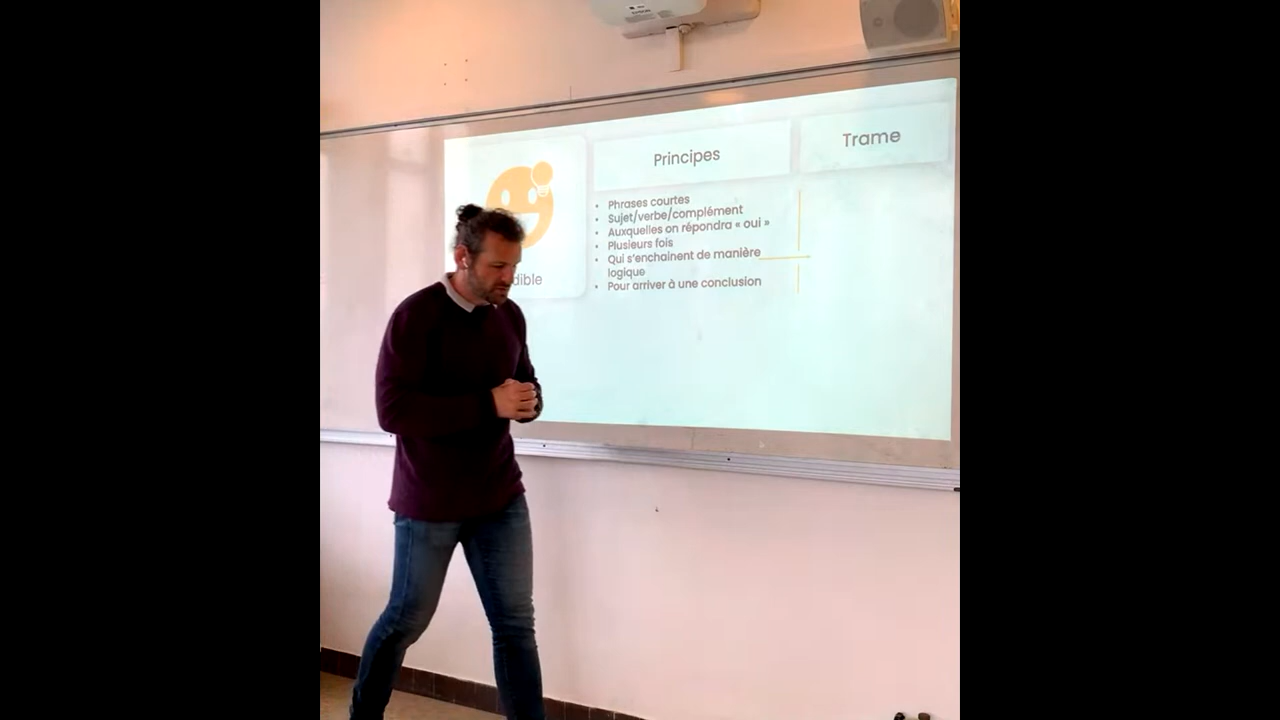 Principes
Trame
Phrases courtes
Sujet/verbe/complément
Auxquelles on répondra « oui »
Plusieurs fois
Qui s'enchainent de manière
logique
Pour arriver à une conclusion
dible